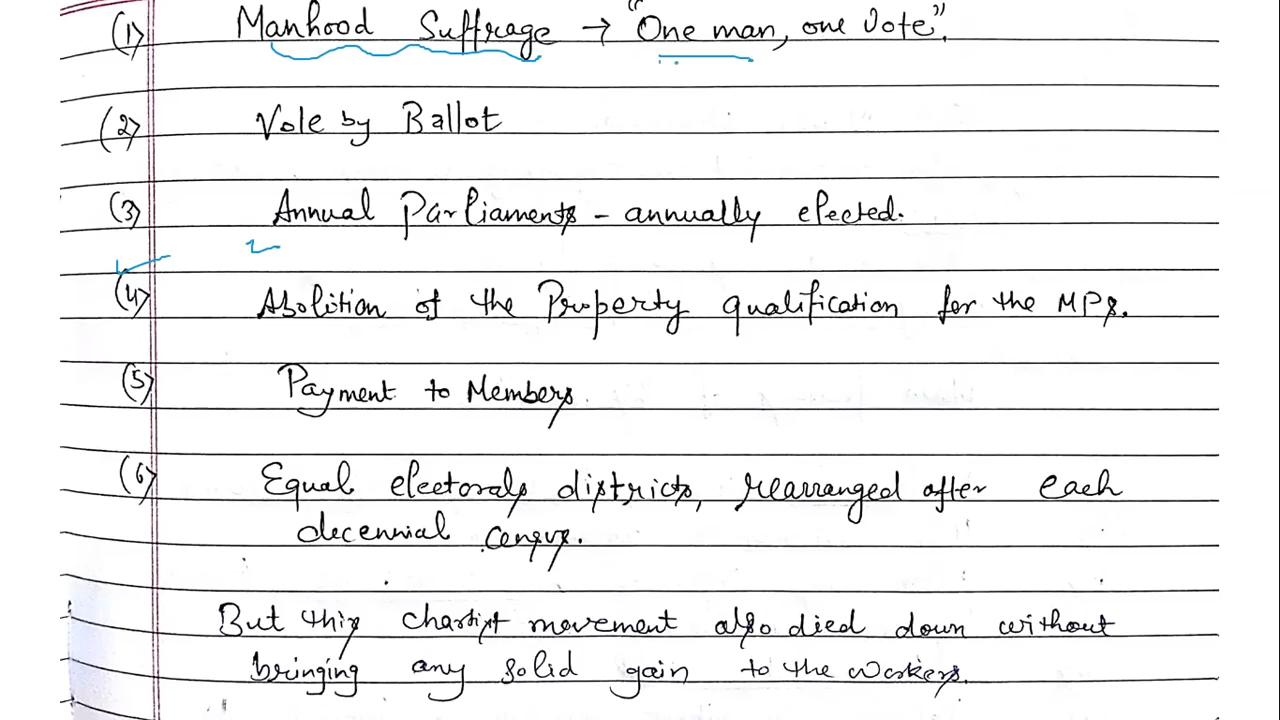 (1) Manhood Suffrage → "One man, one vote".
(2) Vote by Ballot
(3) Annual Parliaments - annually elected.
(4) Abolition of the Property qualification for the MPs.
(5) Payment to Members.
(6) Equal electorals districts, rearranged after each
decennial census.
But this chartist movement also died down without
bringing any solid gain to the workers.